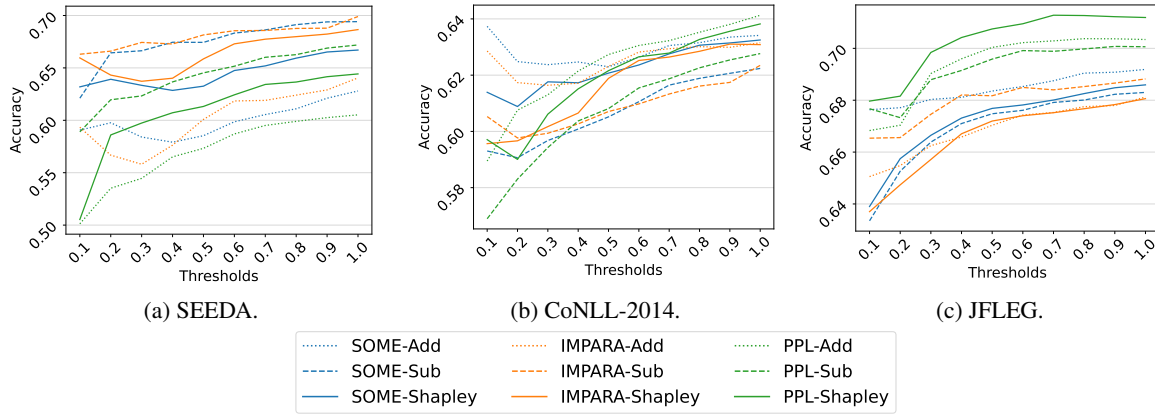 0.70
0.65
0.60
0.55
0.50
Accuracy
0.1 0.2 0.3 0.4 0.5 0.6 0.7 0.8 0.9 1.0
Thresholds
(a) SEEDA.
0.64
0.62
0.60
0.58
Accuracy
0.1 0.2 0.3 0.4 0.5 0.6 0.7 0.8 0.9 1.0
Thresholds
(b) CoNLL-2014.
0.70
0.68
0.66
0.64
Accuracy
0.1 0.2 0.3 0.4 0.5 0.6 0.7 0.8 0.9 1.0
Thresholds
(c) JFLEG.
SOME-Add IMPARA-Add PPL-Add
SOME-Sub IMPARA-Sub PPL-Sub
SOME-Shapley IMPARA-Shapley PPL-Shapley